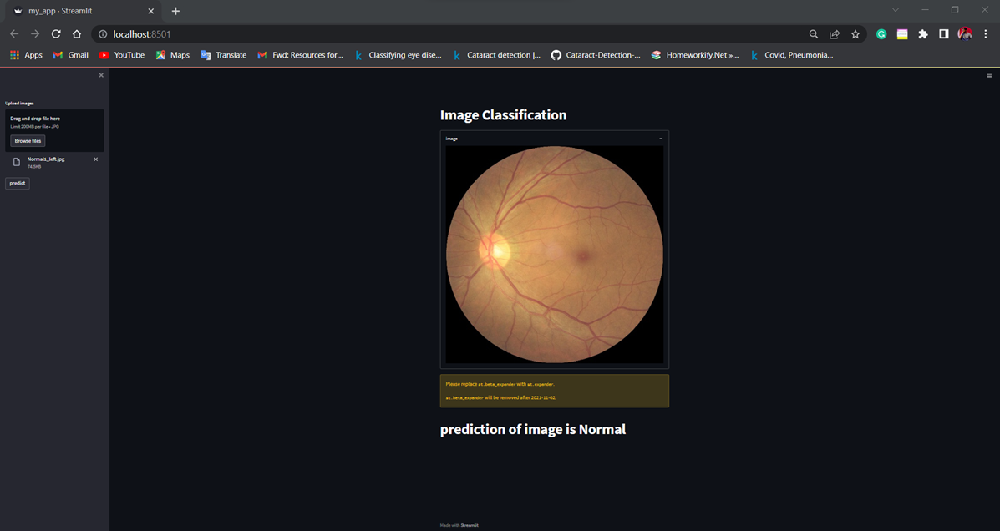 my_app · Streamlit
localhost:8501
Apps
Gmail
YouTube
Maps
Translate
Fwd: Resources for...
Classifying eye dise...
Cataract detection |...
Cataract-Detection-...
Homeworkify.Net »...
Covid, Pneumonia...
Upload images
Drag and drop file here
Limit 200MB per file • JPG
Browse files
Normal1_left.jpg
74.5KB
predict
Image Classification
image
Please replace st.beta_expander with st.expander.
st.beta_expander will be removed after 2021-11-02.
prediction of image is Normal
Made with Streamlit